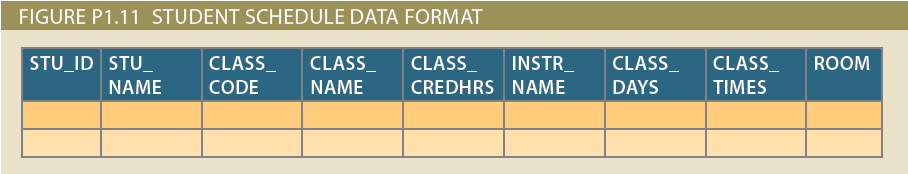 FIGURE P1.11 STUDENT SCHEDULE DATA FORMAT
STU_ID STU_ CLASS_ CLASS_ CLASS_ INSTR_ CLASS_ CLASS_ ROOM
NAME CODE NAME CREDHRS NAME DAYS TIMES